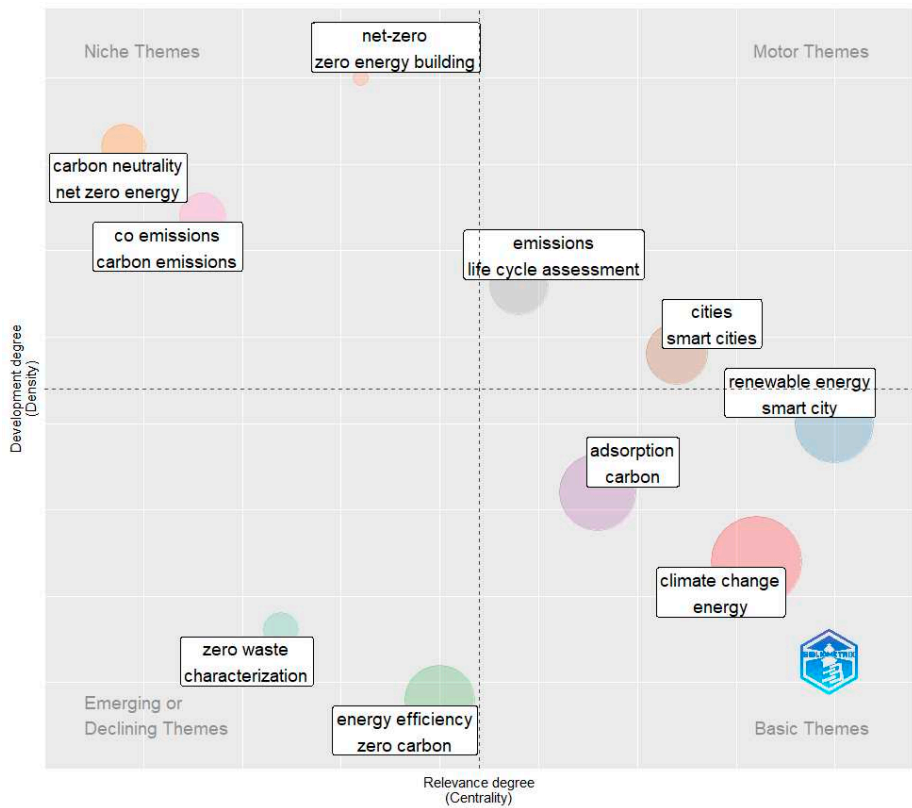 net-zero
zero energy building
Niche Themes
Motor Themes
carbon neutrality
net zero energy
co emissions
carbon emissions
emissions
life cycle assessment
cities
smart cities
renewable energy
smart city
adsorption
carbon
climate change
energy
zero waste
characterization
energy efficiency
zero carbon
Emerging or
Declining Themes
Basic Themes
BIBLIOMETRIX
Development degree
(Density)
Relevance degree
(Centrality)